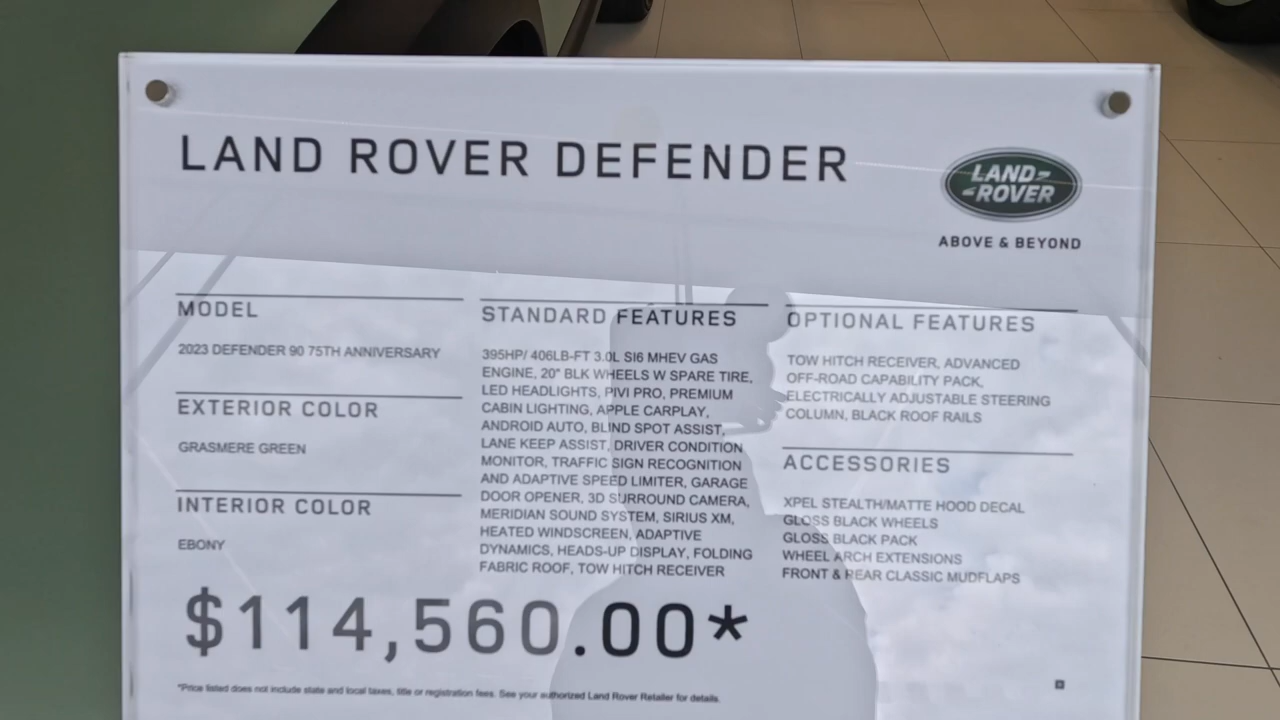 LAND ROVER DEFENDER
LAND
ROVER
ABOVE & BEYOND
MODEL
2023 DEFENDER 90 75TH ANNIVERSARY
EXTERIOR COLOR
GRASMERE GREEN
INTERIOR COLOR
EBONY
STANDARD FEATURES
395HP/ 406LB-FT 3.0L SI6 MHEV GAS
ENGINE, 20" BLK WHEELS W SPARE TIRE,
LED HEADLIGHTS, PIVI PRO, PREMIUM
CABIN LIGHTING, APPLE CARPLAY,
ANDROID AUTO, BLIND SPOT ASSIST,
LANE KEEP ASSIST, DRIVER CONDITION
MONITOR, TRAFFIC SIGN RECOGNITION
AND ADAPTIVE SPEED LIMITER, GARAGE
DOOR OPENER, 3D SURROUND CAMERA,
MERIDIAN SOUND SYSTEM, SIRIUS XM,
HEATED WINDSCREEN, ADAPTIVE
DYNAMICS, HEADS-UP DISPLAY, FOLDING
FABRIC ROOF, TOW HITCH RECEIVER
OPTIONAL FEATURES
TOW HITCH RECEIVER, ADVANCED
OFF-ROAD CAPABILITY PACK,
ELECTRICALLY ADJUSTABLE STEERING
COLUMN, BLACK ROOF RAILS
ACCESSORIES
XPEL STEALTH/MATTE HOOD DECAL
GLOSS BLACK WHEELS
GLOSS BLACK PACK
WHEEL ARCH EXTENSIONS
FRONT & REAR CLASSIC MUDFLAPS
$114,560.00*
*Price listed does not include state and local taxes, title or registration fees. See your authorized Land Rover Retailer for details.